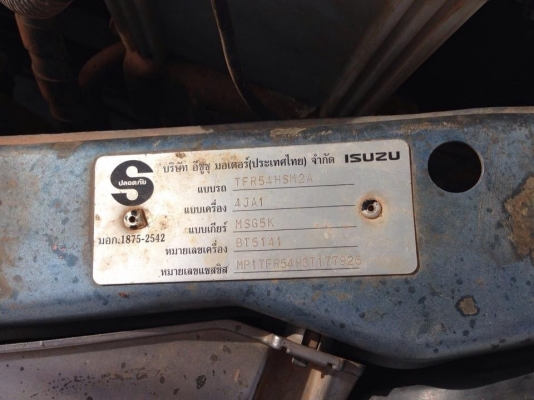 บริษัท อีซูซุ มอเตอร์(ประเทศไทย) จำกัด ISUZU
S
ปลอดภัย
มอก.1875-2542
แบบรถ TFR54HSM2A
แบบเครื่อง 4JA1
แบบเกียร์ MSG5K
หมายเลขเครื่อง BT5141
หมายเลขแชสซิส MP1TFR54H3T177926